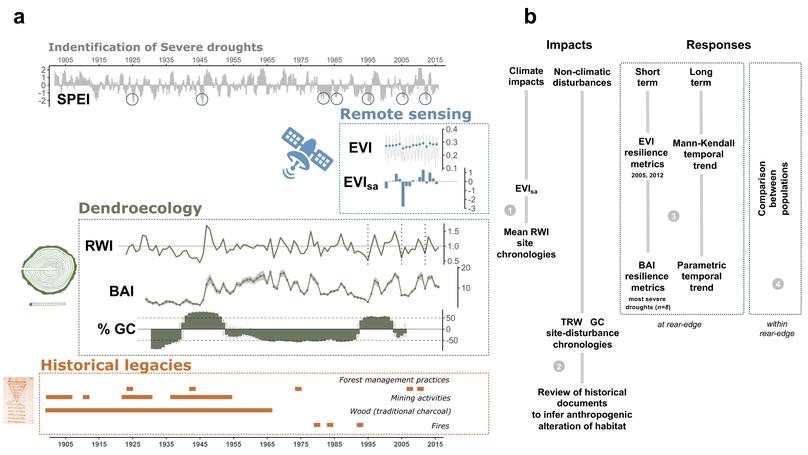 a
Indentification of Severe droughts
1905 1915 1925 1935 1945 1955 1965 1975 1985 1995 2005 2015
2
1
0
-1
-2
SPEI
Remote sensing
EVI
0.4
0.3
0.2
0.1
EVIsa
1
0
-1
-2
-3
Dendroecology
RWI
1.5
1.0
0.5
BAI
20
10
% GC
50
0
-50
Historical legacies
Forest management practices
Mining activities
Wood (traditional charcoal)
Fires
1905 1915 1925 1935 1945 1955 1965 1975 1985 1995 2005 2015
b
Impacts
Responses
Climate
impacts
Non-climatic
disturbances
Short
term
Long
term
EVI
resilience
metrics
2005, 2012
Mann-Kendall
temporal
trend
Comparison
between
populations
EVIsa
1
Mean RWI
site
chronologies
3
BAI
resilience
metrics
most severe
droughts (n=8)
Parametric
temporal
trend
4
TRW GC
site-disturbance
chronologies
at rear-edge
within
rear-edge
2
Review of historical
documents
to infer anthropogenic
alteration of habitat